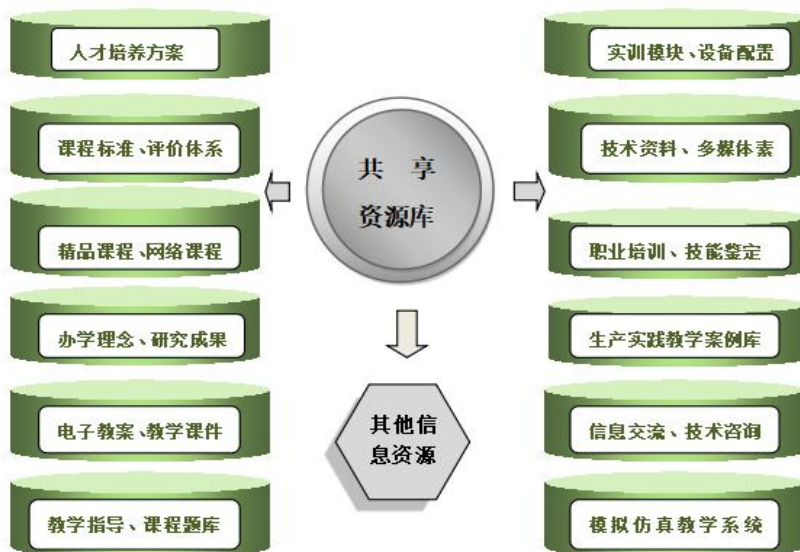 人才培养方案
课程标准、评价体系
精品课程、网络课程
办学理念、研究成果
电子教案、教学课件
教学指导、课程题库
共 享
资源库
其他信
息资源
实训模块、设备配置
技术资料、多媒体素
职业培训、技能鉴定
生产实践教学案例库
信息交流、技术咨询
模拟仿真教学系统